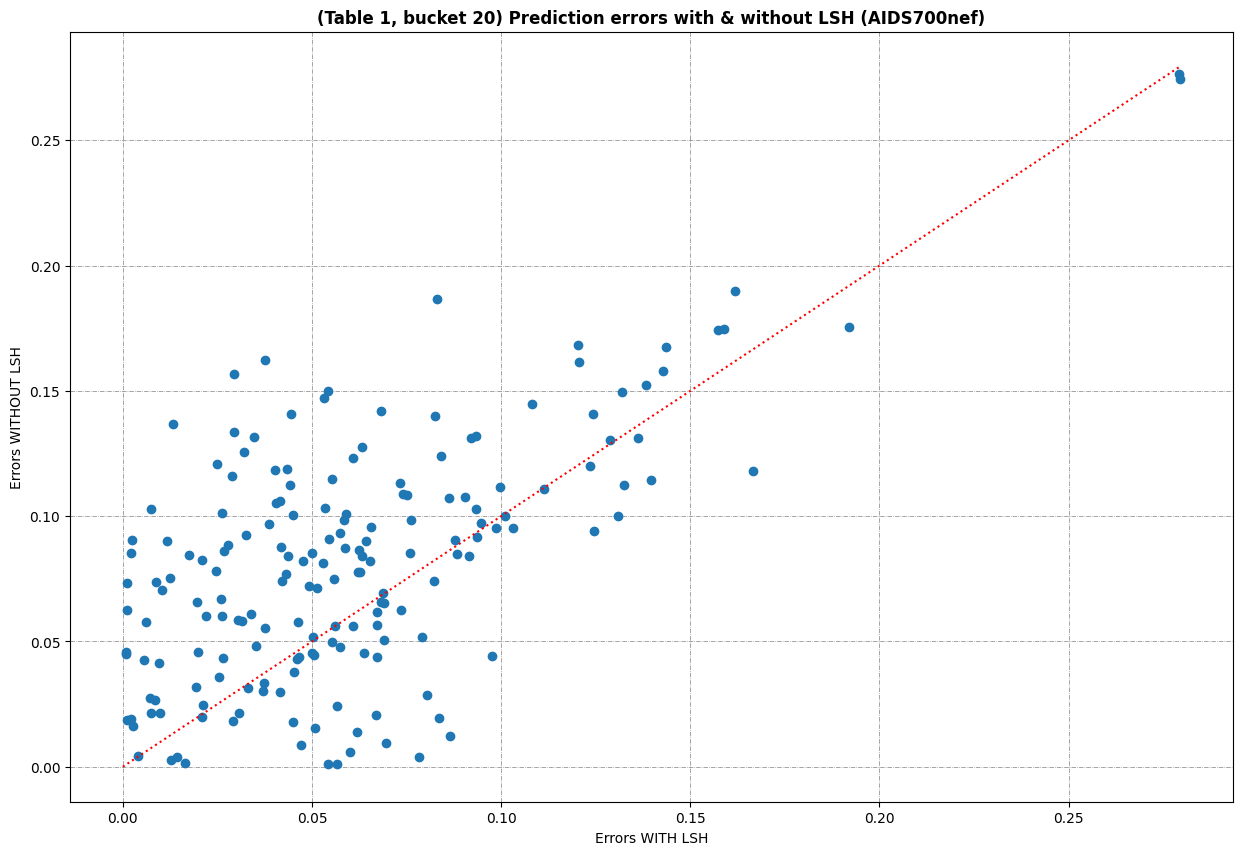 (Table 1, bucket 20) Prediction errors with & without LSH (AIDS700nef)
Errors WITHOUT LSH
0.25
0.20
0.15
0.10
0.05
0.00
0.00 0.05 0.10 0.15 0.20 0.25
Errors WITH LSH